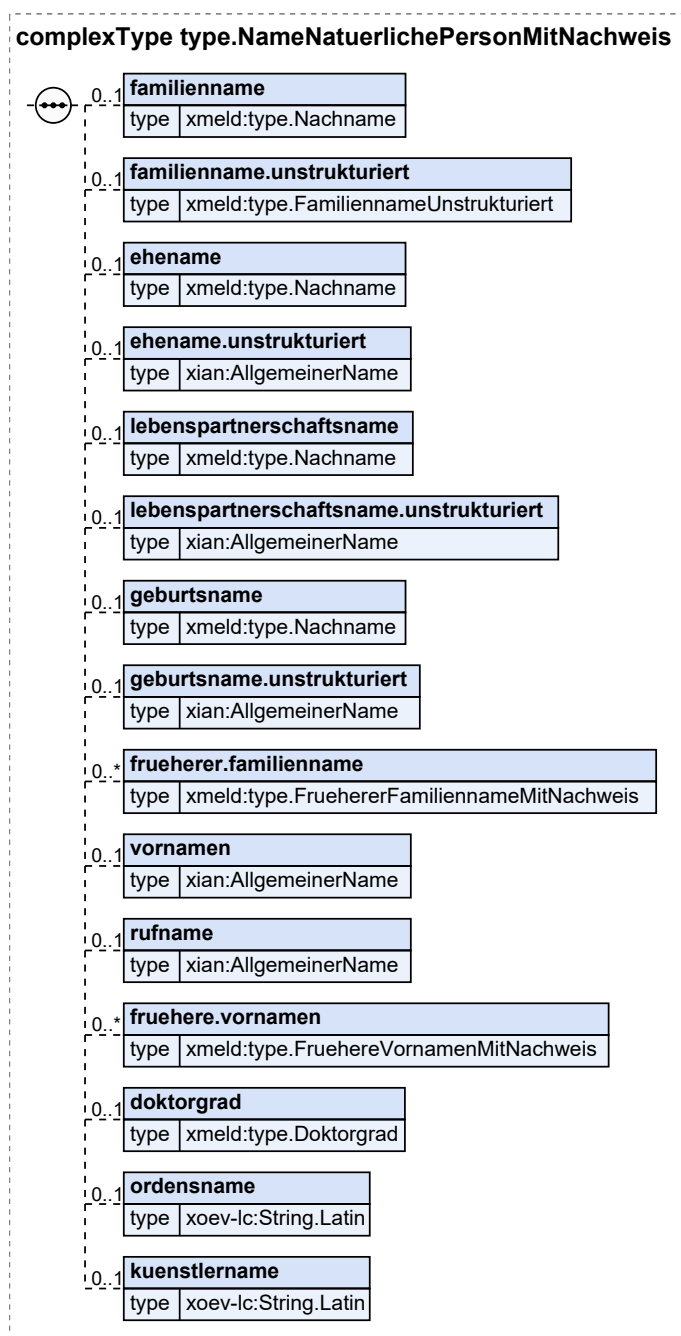 complexType type.NameNatuerlichePersonMitNachweis
0..1 familienname
type xmeld:type.Nachname
0..1 familienname.unstrukturiert
type xmeld:type.FamiliennameUnstrukturiert
0..1 ehename
type xmeld:type.Nachname
0..1 ehename.unstrukturiert
type xian:AllgemeinerName
0..1 lebenspartnerschaftsname
type xmeld:type.Nachname
0..1 lebenspartnerschaftsname.unstrukturiert
type xian:AllgemeinerName
0..1 geburtsname
type xmeld:type.Nachname
0..1 geburtsname.unstrukturiert
type xian:AllgemeinerName
0..* frueherer.familienname
type xmeld:type.FruehererFamiliennameMitNachweis
0..1 vornamen
type xian:AllgemeinerName
0..1 rufname
type xian:AllgemeinerName
0..* fruehere.vornamen
type xmeld:type.FruehereVornamenMitNachweis
0..1 doktorgrad
type xmeld:type.Doktorgrad
0..1 ordensname
type xoev-lc:String.Latin
0..1 kuenstlername
type xoev-lc:String.Latin